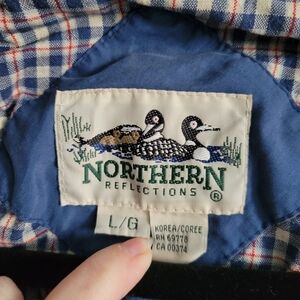 NORTHERN
REFLECTIONS ®
L/G
KOREA/COREE
RN 69778
CA 00374